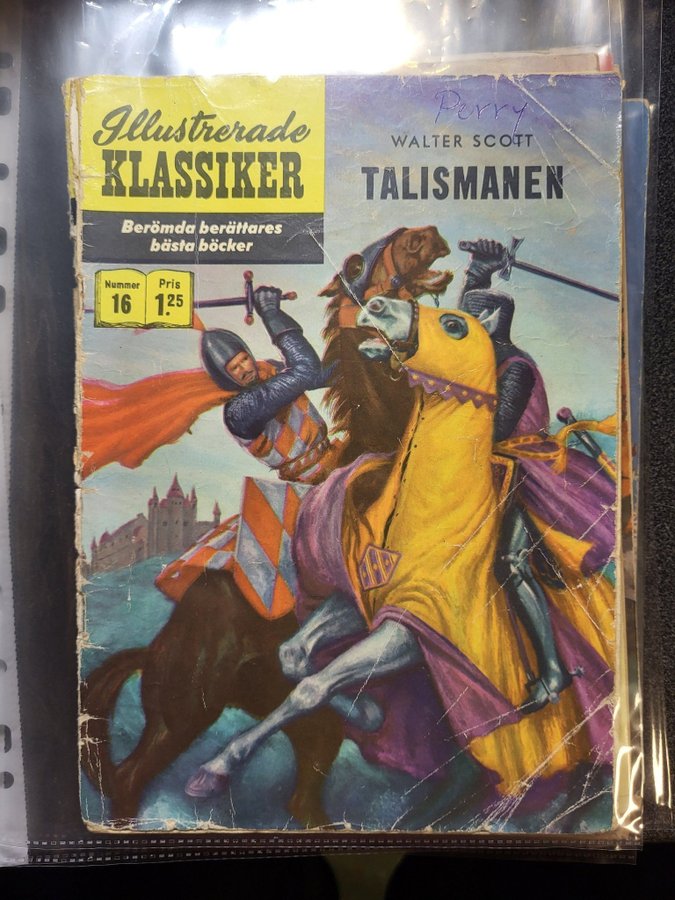 Illustrerade
KLASSIKER
Berömda berättares
bästa böcker
Nummer
16
Pris
1.25
Perry
WALTER SCOTT
TALISMANEN